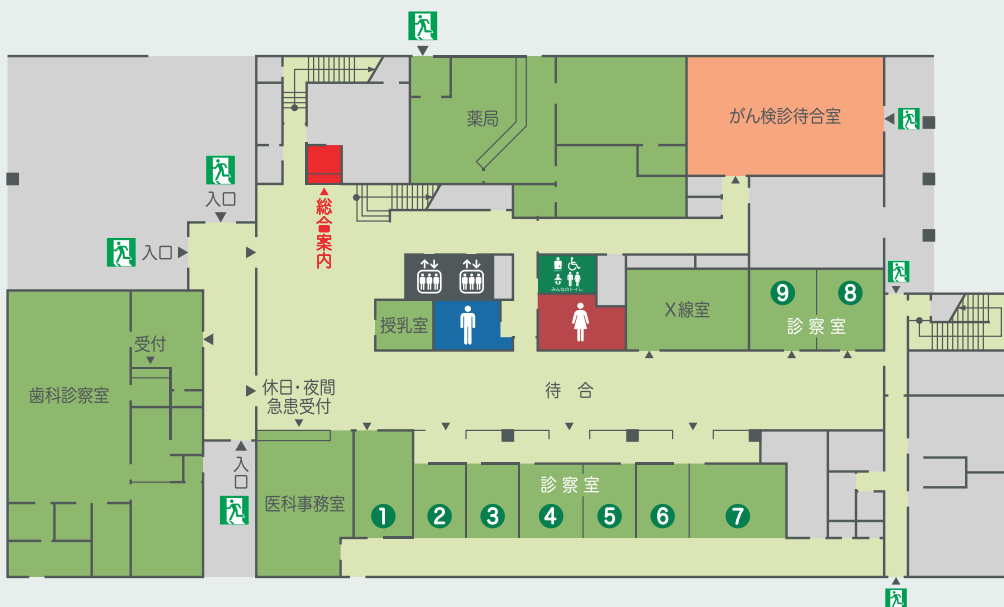 薬局
がん検診待合室
入口
総合案内
入口
みんなのトイレ
授乳室
X線室
9
8
診察室
受付
歯科診察室
休日・夜間
急患受付
待合
入口
医科事務室
診察室
1
2
3
4
5
6
7